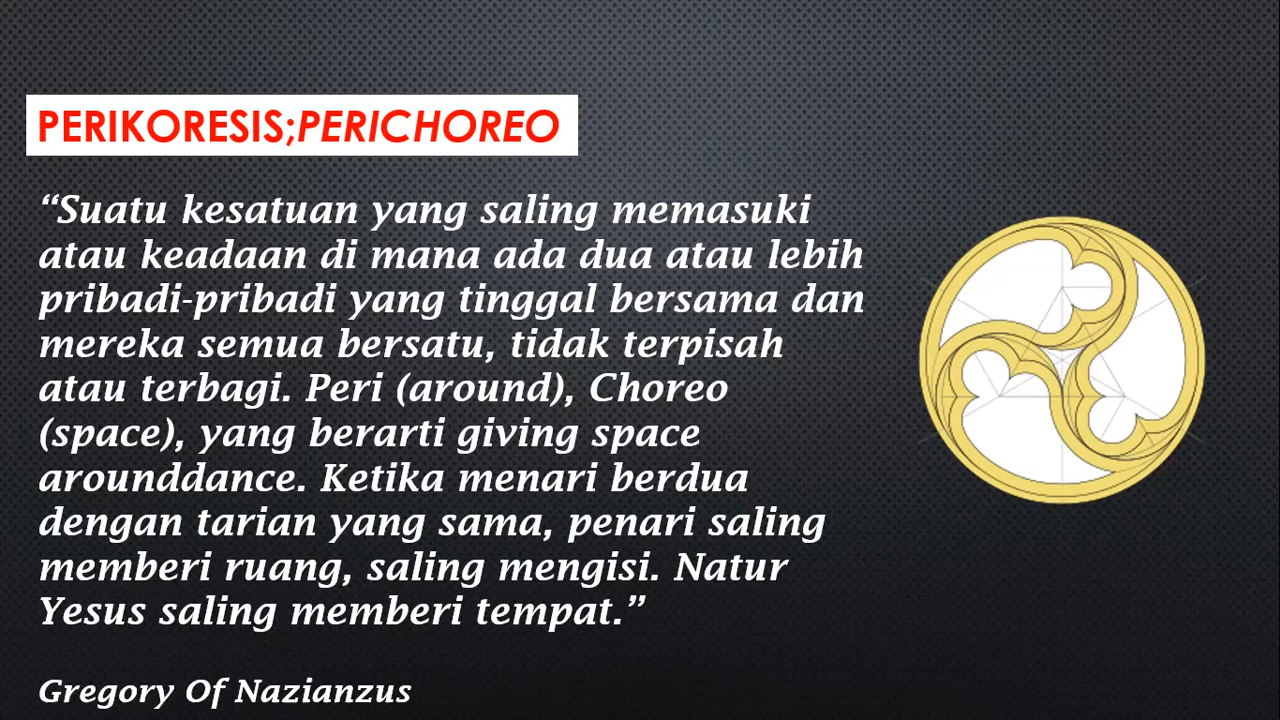 PERIKORESIS;PERICHOREO
“Suatu kesatuan yang saling memasuki
atau keadaan di mana ada dua atau lebih
pribadi-pribadi yang tinggal bersama dan
mereka semua bersatu, tidak terpisah
atau terbagi. Peri (around), Choreo
(space), yang berarti giving space
arounddance. Ketika menari berdua
dengan tarian yang sama, penari saling
memberi ruang, saling mengisi. Natur
Yesus saling memberi tempat.”
Gregory Of Nazianzus